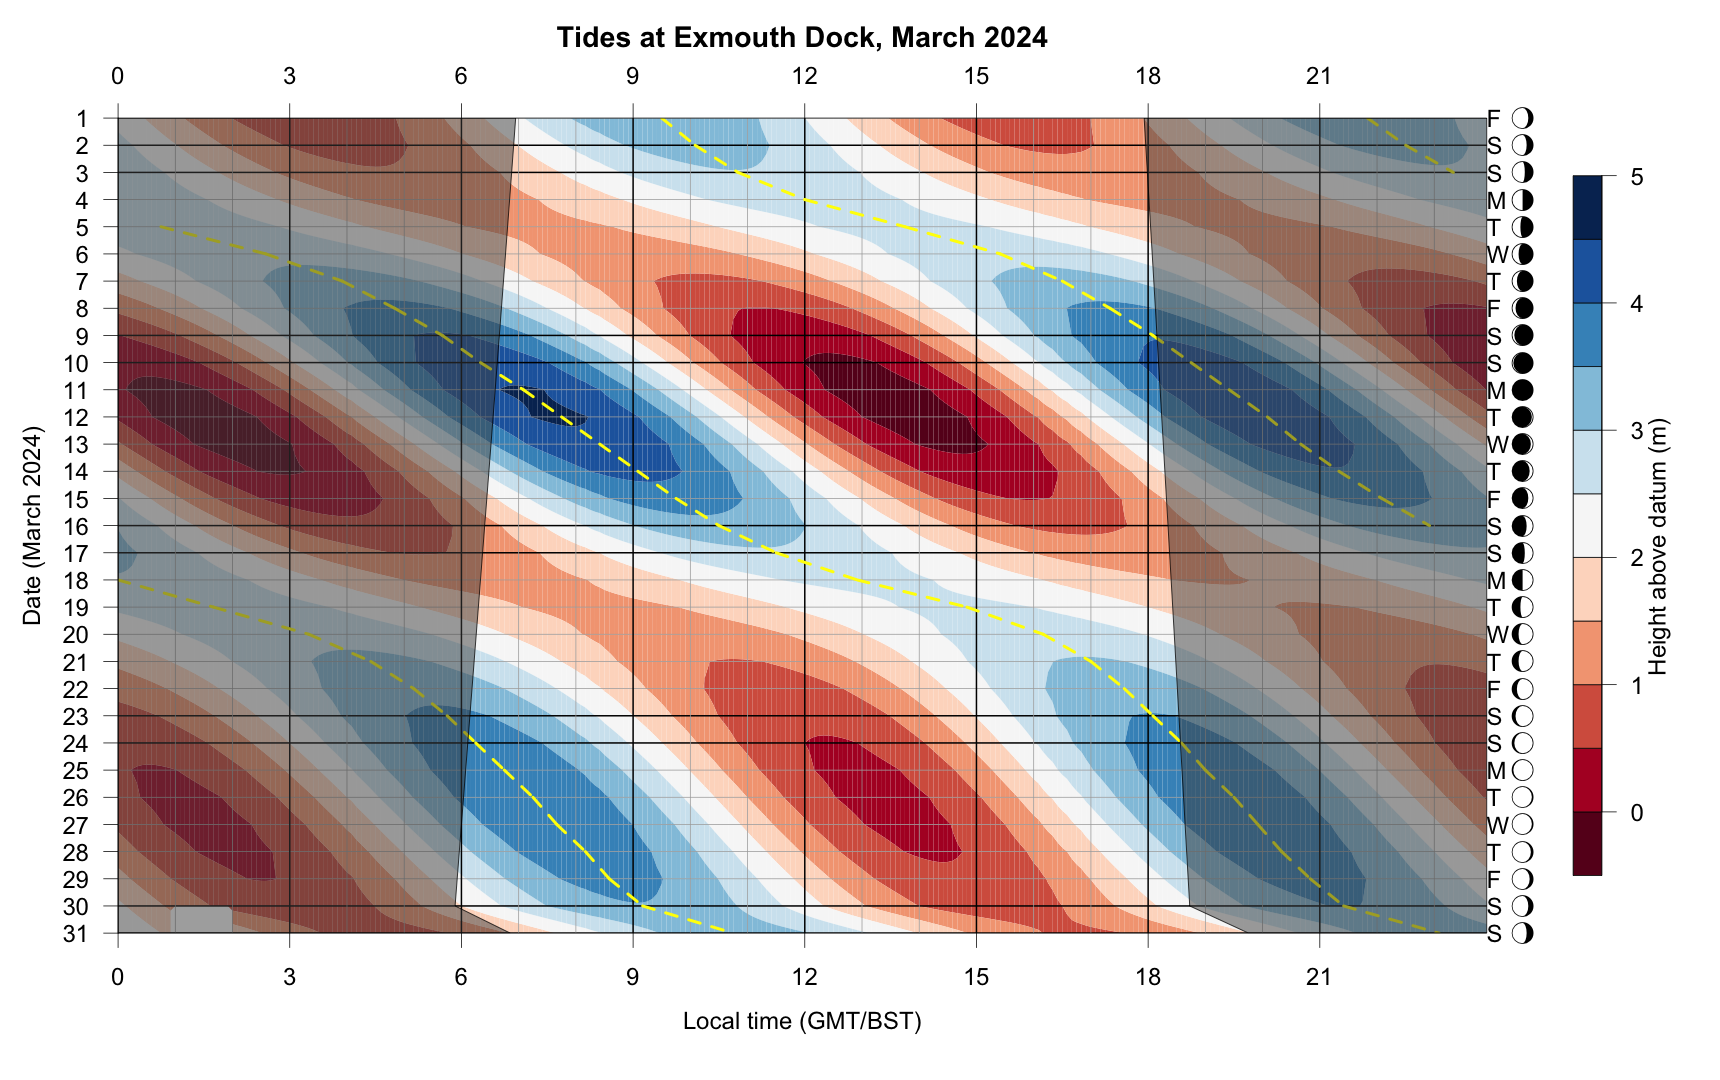 Tides at Exmouth Dock, March 2024
0 3 6 9 12 15 18 21
1 F
2 S
3 S
4 M
5 T
6 W
7 T
8 F
9 S
10 S
11 M
12 T
13 W
14 T
15 F
16 S
17 S
18 M
19 T
20 W
21 T
22 F
23 S
24 S
25 M
26 T
27 W
28 T
29 F
30 S
31 S
0 3 6 9 12 15 18 21
Local time (GMT/BST)
Date (March 2024)
5
4
3
2
1
0
Height above datum (m)